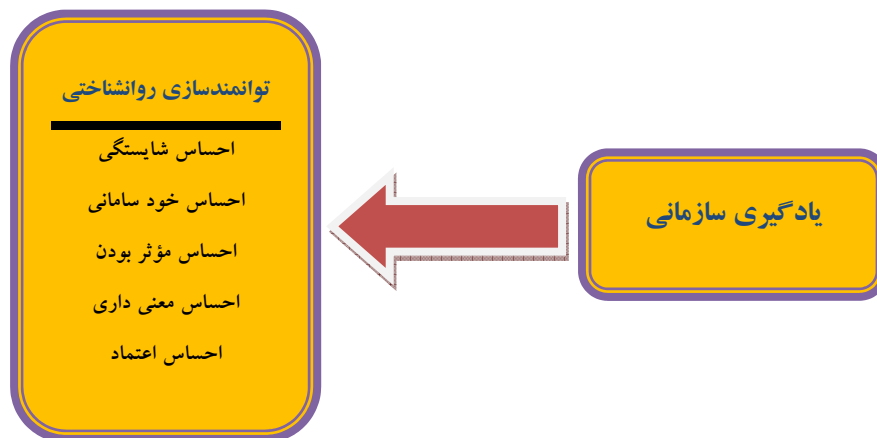 یادگیری سازمانی
توانمندسازی روانشناختی
احساس شایستگی
احساس خود سامانی
احساس مؤثر بودن
احساس معنی داری
احساس اعتماد